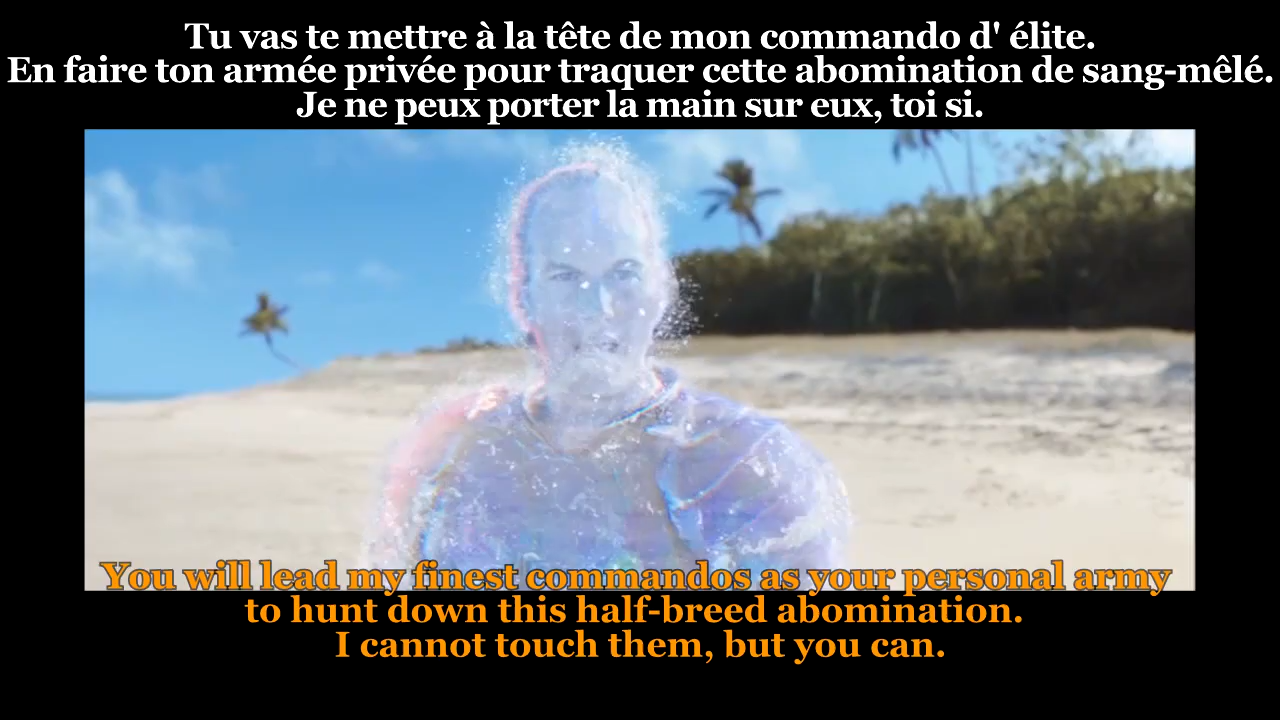 Tu vas te mettre à la tête de mon commando d' élite.
En faire ton armée privée pour traquer cette abomination de sang-mêlé.
Je ne peux porter la main sur eux, toi si.
You will lead my finest commandos as your personal army
to hunt down this half-breed abomination.
I cannot touch them, but you can.